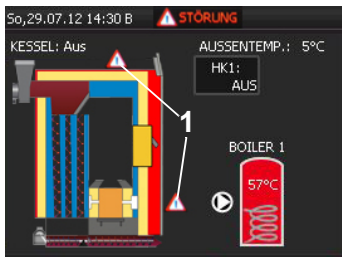 So,29.07.12 14:30 B STÖRUNG
KESSEL: Aus
AUSSENTEMP.: 5°C
HK1:
AUS
1
BOILER 1
57°C